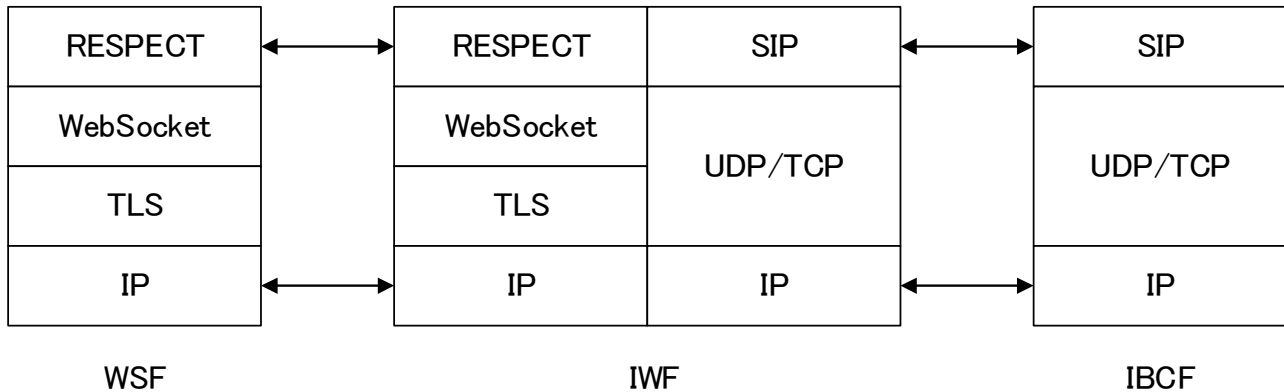 RESPECT RESPECT SIP SIP
WebSocket WebSocket
UDP/TCP UDP/TCP
TLS TLS
IP IP IP IP
WSF IWF IBCF